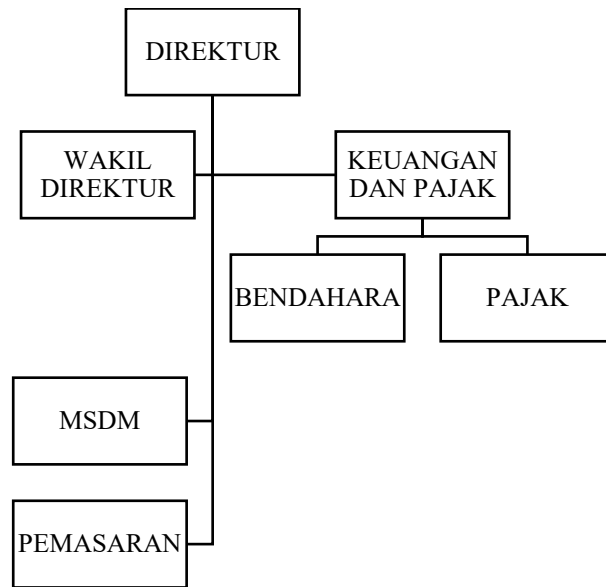 DIREKTUR
WAKIL
DIREKTUR
KEUANGAN
DAN PAJAK
BENDAHARA
PAJAK
MSDM
PEMASARAN